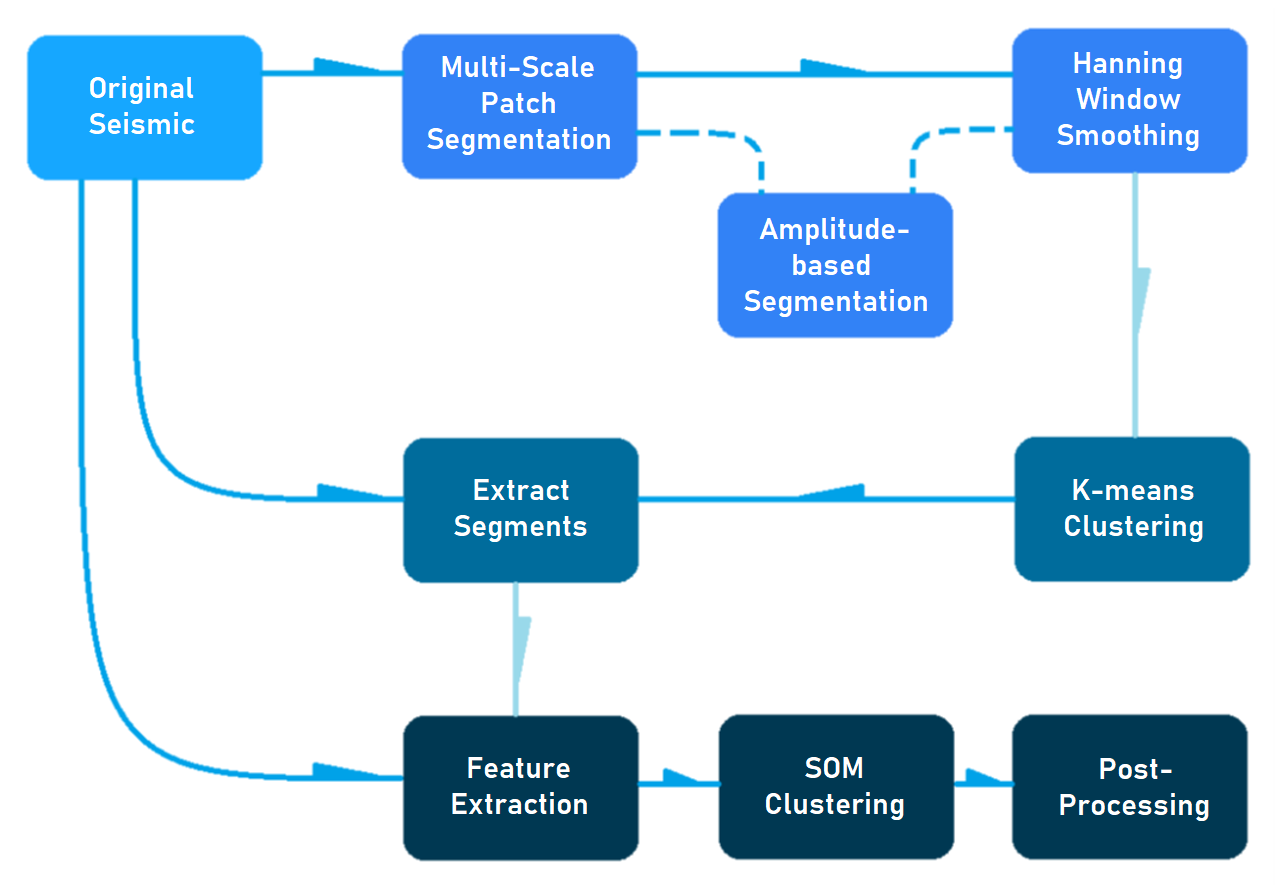 Original
Seismic
Multi-Scale
Patch
Segmentation
Hanning
Window
Smoothing
Amplitude-
based
Segmentation
Extract
Segments
K-means
Clustering
Feature
Extraction
SOM
Clustering
Post-
Processing